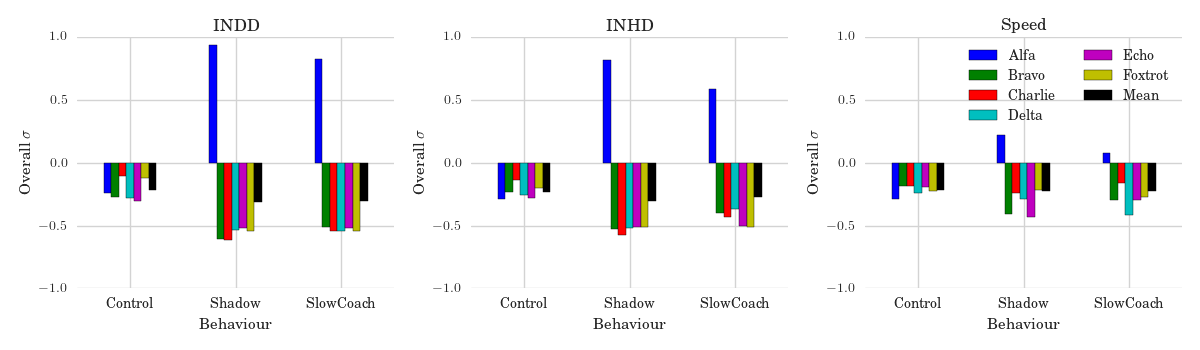 INDD
1.0
0.5
0.0
−0.5
−1.0
Overall σ
Control Shadow SlowCoach
Behaviour
INHD
1.0
0.5
0.0
−0.5
−1.0
Overall σ
Control Shadow SlowCoach
Behaviour
Speed
1.0
0.5
0.0
−0.5
−1.0
Overall σ
Alfa
Bravo
Charlie
Delta
Echo
Foxtrot
Mean
Control Shadow SlowCoach
Behaviour